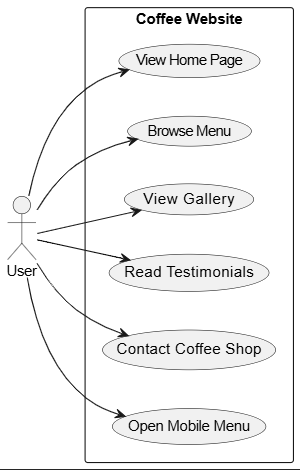 Coffee Website
View Home Page
Browse Menu
View Gallery
User
Read Testimonials
Contact Coffee Shop
Open Mobile Menu